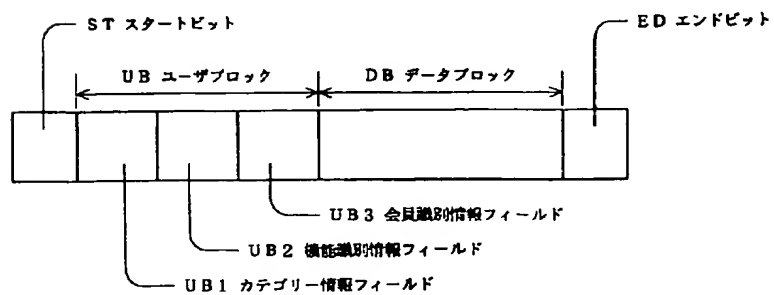 ST スタートビット
ED エンドビット
UB ユーザブロック
DB データブロック
UB3 会員識別情報フィールド
UB2 機能識別情報フィールド
UB1 カテゴリー情報フィールド